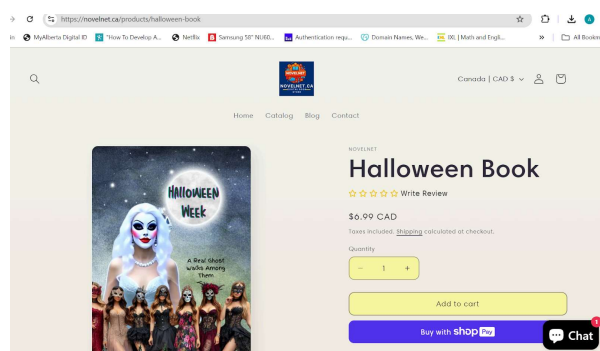 https://novelnet.ca/products/halloween-book
in MyAlberta Digital ID "How To Develop A... Netflix Samsung 58" NU60... Authentication requ... Domain Names, We... IXL | Math and Engli... » All Bookm
NOVELNET
NOVELNET.CA
Canada | CAD $
Home Catalog Blog Contact
NOVELNET
Halloween Book
Write Review
$6.99 CAD
Taxes included. Shipping calculated at checkout.
Quantity
− 1 +
Add to cart
Buy with shop Pay
HALLOWEEN
WEEK
A Real Ghost
Walks Among
Them
1
Chat